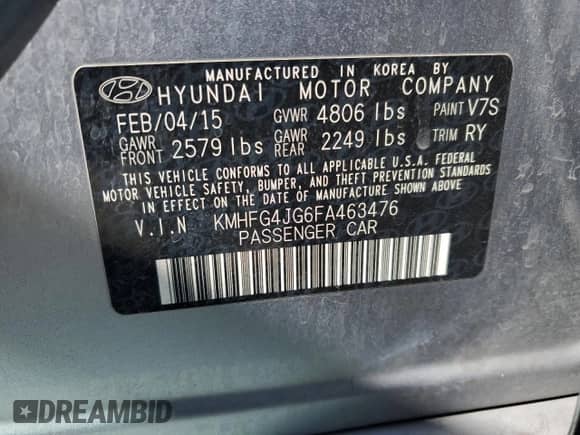 MANUFACTURED IN KOREA BY
HYUNDAI MOTOR COMPANY
FEB/04/15 GVWR 4806 lbs PAINT V7S
GAWR FRONT 2579 lbs GAWR REAR 2249 lbs TRIM RY
THIS VEHICLE CONFORMS TO ALL APPLICABLE U.S.A. FEDERAL
MOTOR VEHICLE SAFETY, BUMPER, AND THEFT PREVENTION
STANDARDS IN EFFECT ON THE DATE OF MANUFACTURE SHOWN ABOVE.
V.I.N KMHFG4JG6FA463476
PASSENGER CAR
DREAMBID